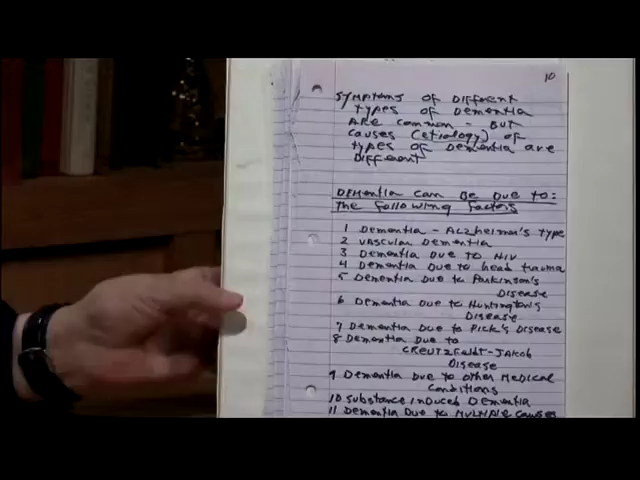 10
SYMPTOMS OF DIFFERENT
TYPES OF DEMENTIA
ARE COMMON - BUT
CAUSES (etiology) OF
TYPES OF DEMENTIA ARE
DIFFERENT
DEMENTIA CAN BE DUE TO:
THE FOLLOWING FACTORS
1 DEMENTIA - ALZHEIMER'S TYPE
2 VASCULAR DEMENTIA
3 DEMENTIA DUE TO HIV
4 DEMENTIA DUE TO HEAD TRAUMA
5 DEMENTIA DUE TO PARKINSON'S
DISEASE
6 DEMENTIA DUE TO HUNTINGTON'S
DISEASE
7 DEMENTIA DUE TO PICK'S DISEASE
8 DEMENTIA DUE TO
CREUTZFELDT-JAKOB
DISEASE
9 DEMENTIA DUE TO OTHER MEDICAL
CONDITIONS
10 SUBSTANCE INDUCED DEMENTIA
11 DEMENTIA DUE TO MULTIPLE CAUSES